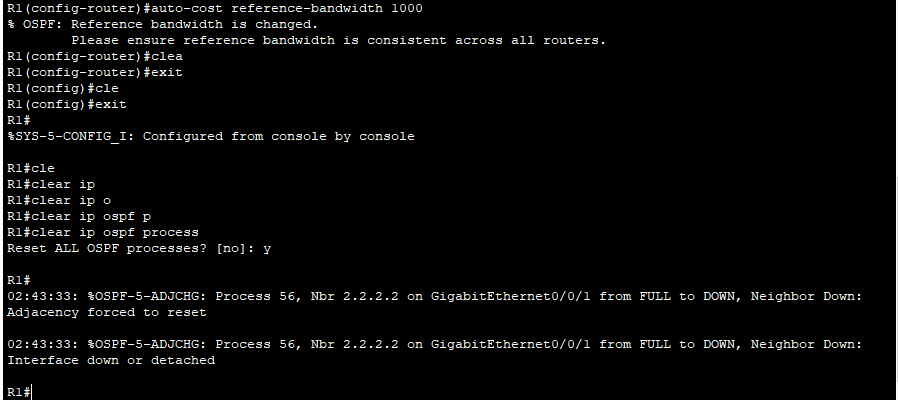 R1(config-router)#auto-cost reference-bandwidth 1000
% OSPF: Reference bandwidth is changed.
Please ensure reference bandwidth is consistent across all routers.
R1(config-router)#clea
R1(config-router)#exit
R1(config)#cle
R1(config)#exit
R1#
%SYS-5-CONFIG_I: Configured from console by console
R1#cle
R1#clear ip
R1#clear ip o
R1#clear ip ospf p
R1#clear ip ospf process
Reset ALL OSPF processes? [no]: y
R1#
02:43:33: %OSPF-5-ADJCHG: Process 56, Nbr 2.2.2.2 on GigabitEthernet0/0/1 from FULL to DOWN, Neighbor Down:
Adjacency forced to reset
02:43:33: %OSPF-5-ADJCHG: Process 56, Nbr 2.2.2.2 on GigabitEthernet0/0/1 from FULL to DOWN, Neighbor Down:
Interface down or detached
R1#